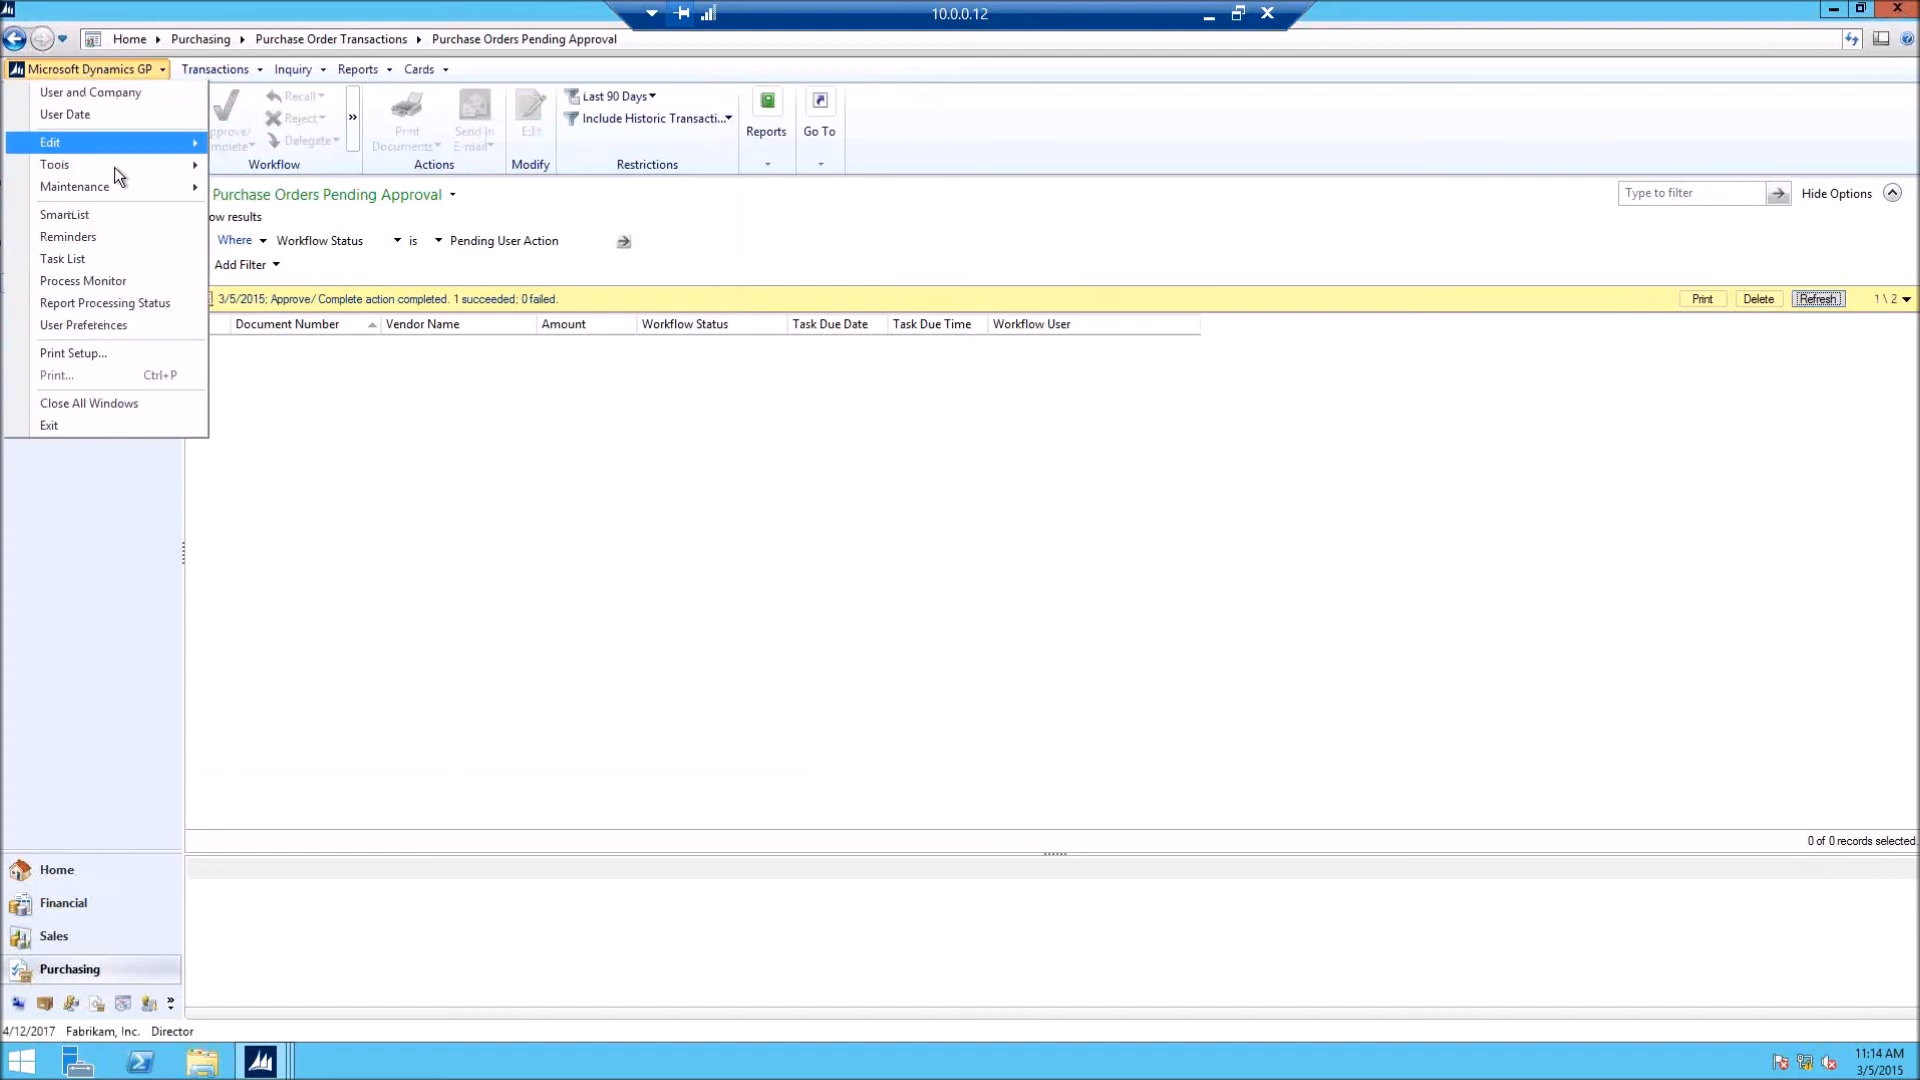 10.0.0.12
Home Purchasing Purchase Order Transactions Purchase Orders Pending Approval
Microsoft Dynamics GP Transactions Inquiry Reports Cards
User and Company
User Date
Edit
Tools
Maintenance
SmartList
Reminders
Task List
Process Monitor
Report Processing Status
User Preferences
Print Setup...
Print... Ctrl+P
Close All Windows
Exit
pprove/
mplete
Recall
Reject
Delegate
Workflow
Print
Documents
Send In
E-mail
Actions
Edit
Modify
Last 90 Days
Include Historic Transacti...
Restrictions
Reports
Go To
Purchase Orders Pending Approval
Type to filter
Hide Options
ow results
Where Workflow Status is Pending User Action
Add Filter
3/5/2015; Approve/ Complete action completed. 1 succeeded; 0 failed.
Print Delete Refresh 1 \ 2
Document Number Vendor Name Amount Workflow Status Task Due Date Task Due Time Workflow User
0 of 0 records selected.
Home
Financial
Sales
Purchasing
4/12/2017 Fabrikam, Inc. Director
11:14 AM
3/5/2015